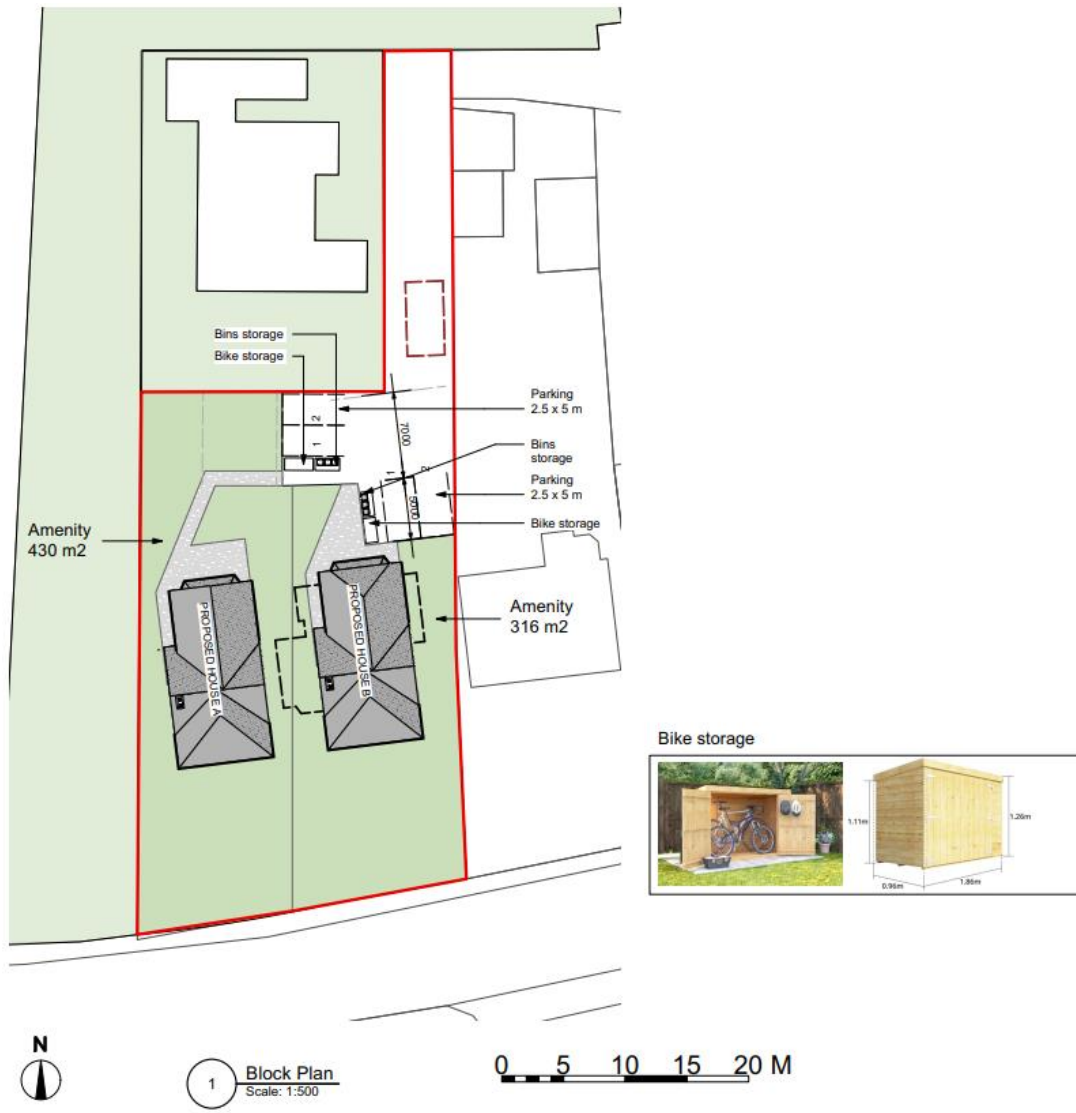 Bins storage
Bike storage
Parking
2.5 x 5 m
2
1
7000
Bins
storage
1
2
Parking
2.5 x 5 m
5000
Bike storage
Amenity
430 m2
PROPOSED HOUSE A
PROPOSED HOUSE B
Amenity
316 m2
Bike storage
1.11m
1.26m
0.96m
1.86m
N
1
Block Plan
Scale: 1:500
0 5 10 15 20 M